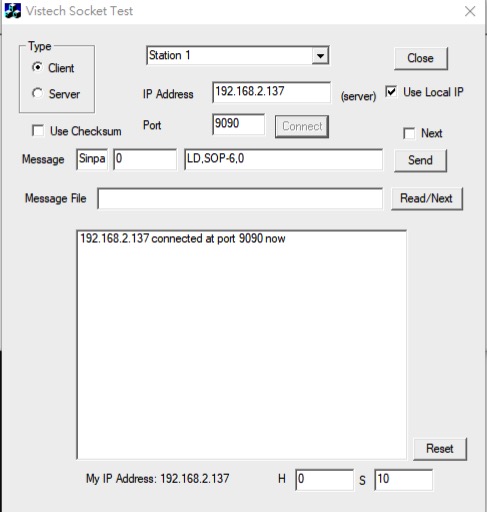 Vistech Socket Test
Type
Client
Server
Station 1
Close
IP Address 192.168.2.137 (server) Use Local IP
Use Checksum Port 9090 Connect Next
Message Sinpa 0 LD,SOP-6,0 Send
Message File Read/Next
192.168.2.137 connected at port 9090 now
Reset
My IP Address: 192.168.2.137 H 0 S 10